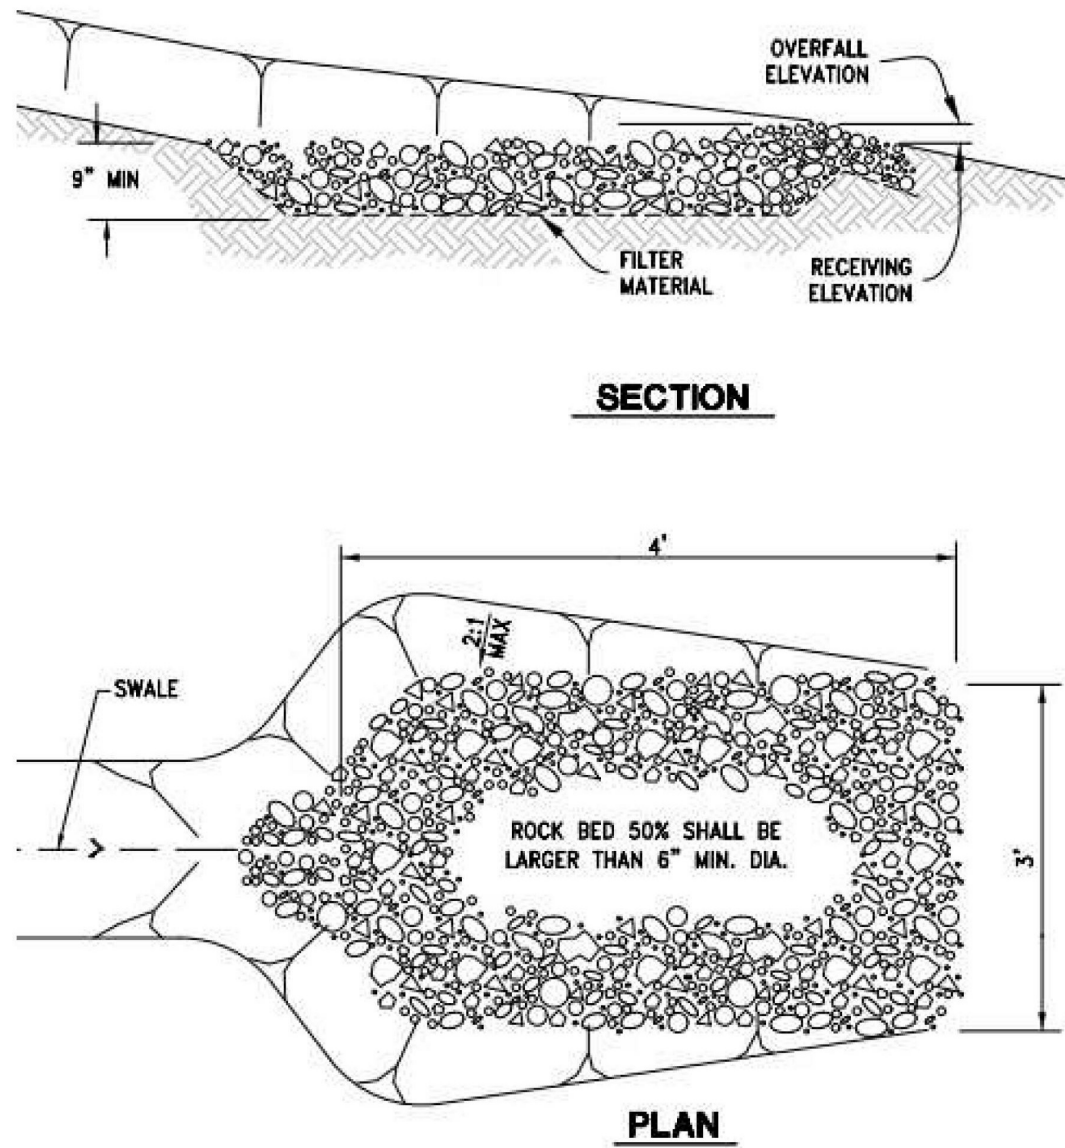 OVERFALL
ELEVATION
9" MIN
FILTER
MATERIAL
RECEIVING
ELEVATION
SECTION
4'
2:1
MAX
SWALE
ROCK BED 50% SHALL BE
LARGER THAN 6" MIN. DIA.
3'
PLAN